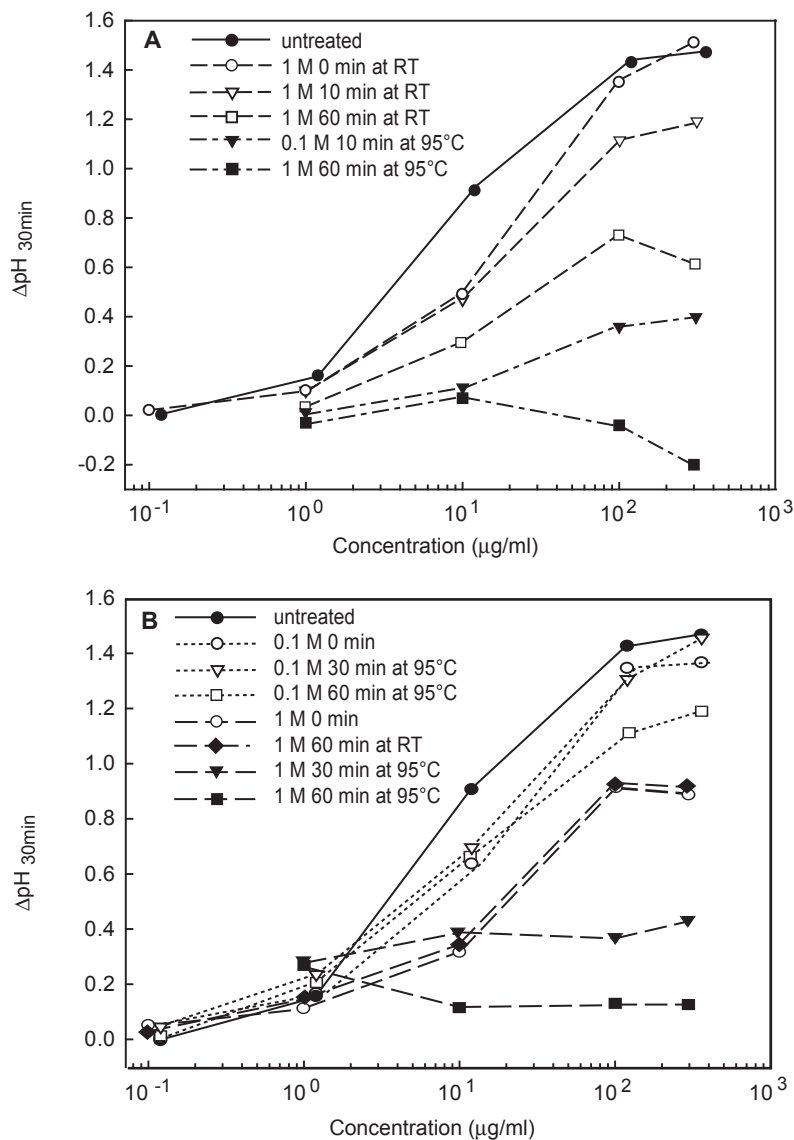 A
untreated
1 M 0 min at RT
1 M 10 min at RT
1 M 60 min at RT
0.1 M 10 min at 95°C
1 M 60 min at 95°C
1.6
1.4
1.2
1.0
0.8
0.6
0.4
0.2
0.0
-0.2
ΔpH 30min
10-1 100 101 102 103
Concentration (μg/ml)
B
untreated
0.1 M 0 min
0.1 M 30 min at 95°C
0.1 M 60 min at 95°C
1 M 0 min
1 M 60 min at RT
1 M 30 min at 95°C
1 M 60 min at 95°C
1.6
1.4
1.2
1.0
0.8
0.6
0.4
0.2
0.0
ΔpH 30min
10-1 100 101 102 103
Concentration (μg/ml)